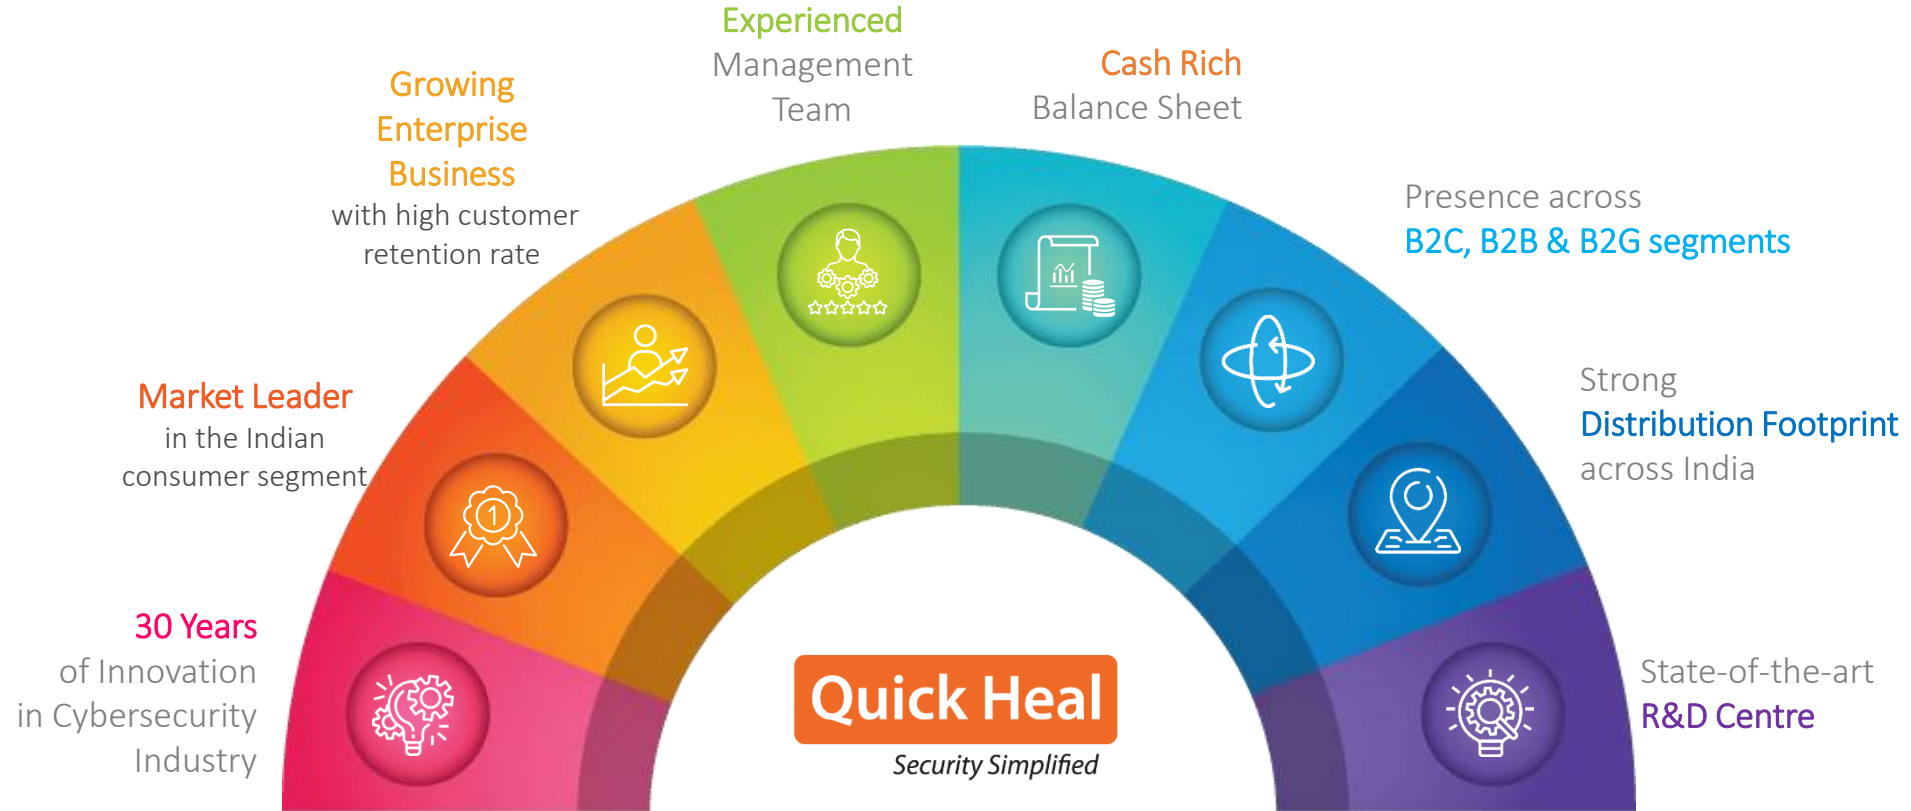 30 Years
of Innovation
in Cybersecurity
Industry
Market Leader
in the Indian
consumer segment
1
Growing
Enterprise
Business
with high customer
retention rate
Experienced
Management
Team
Cash Rich
Balance Sheet
Presence across
B2C, B2B & B2G segments
Strong
Distribution Footprint
across India
State-of-the-art
R&D Centre
Quick Heal
Security Simplified